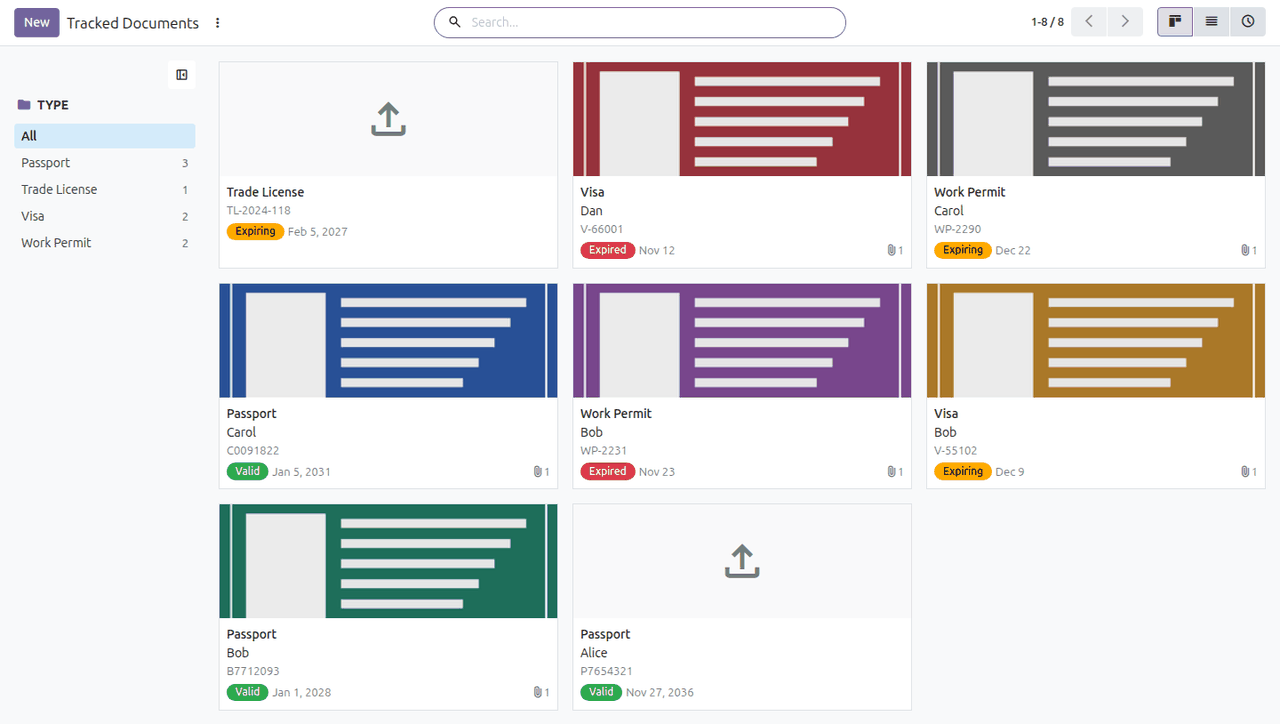 New
Tracked Documents
Search...
1-8 / 8
TYPE
All
Passport 3
Trade License 1
Visa 2
Work Permit 2
Trade License
TL-2024-118
Expiring Feb 5, 2027
Visa
Dan
V-66001
Expired Nov 12 1
Work Permit
Carol
WP-2290
Expiring Dec 22 1
Passport
Carol
C0091822
Valid Jan 5, 2031 1
Work Permit
Bob
WP-2231
Expired Nov 23 1
Visa
Bob
V-55102
Expiring Dec 9 1
Passport
Bob
B7712093
Valid Jan 1, 2028 1
Passport
Alice
P7654321
Valid Nov 27, 2036